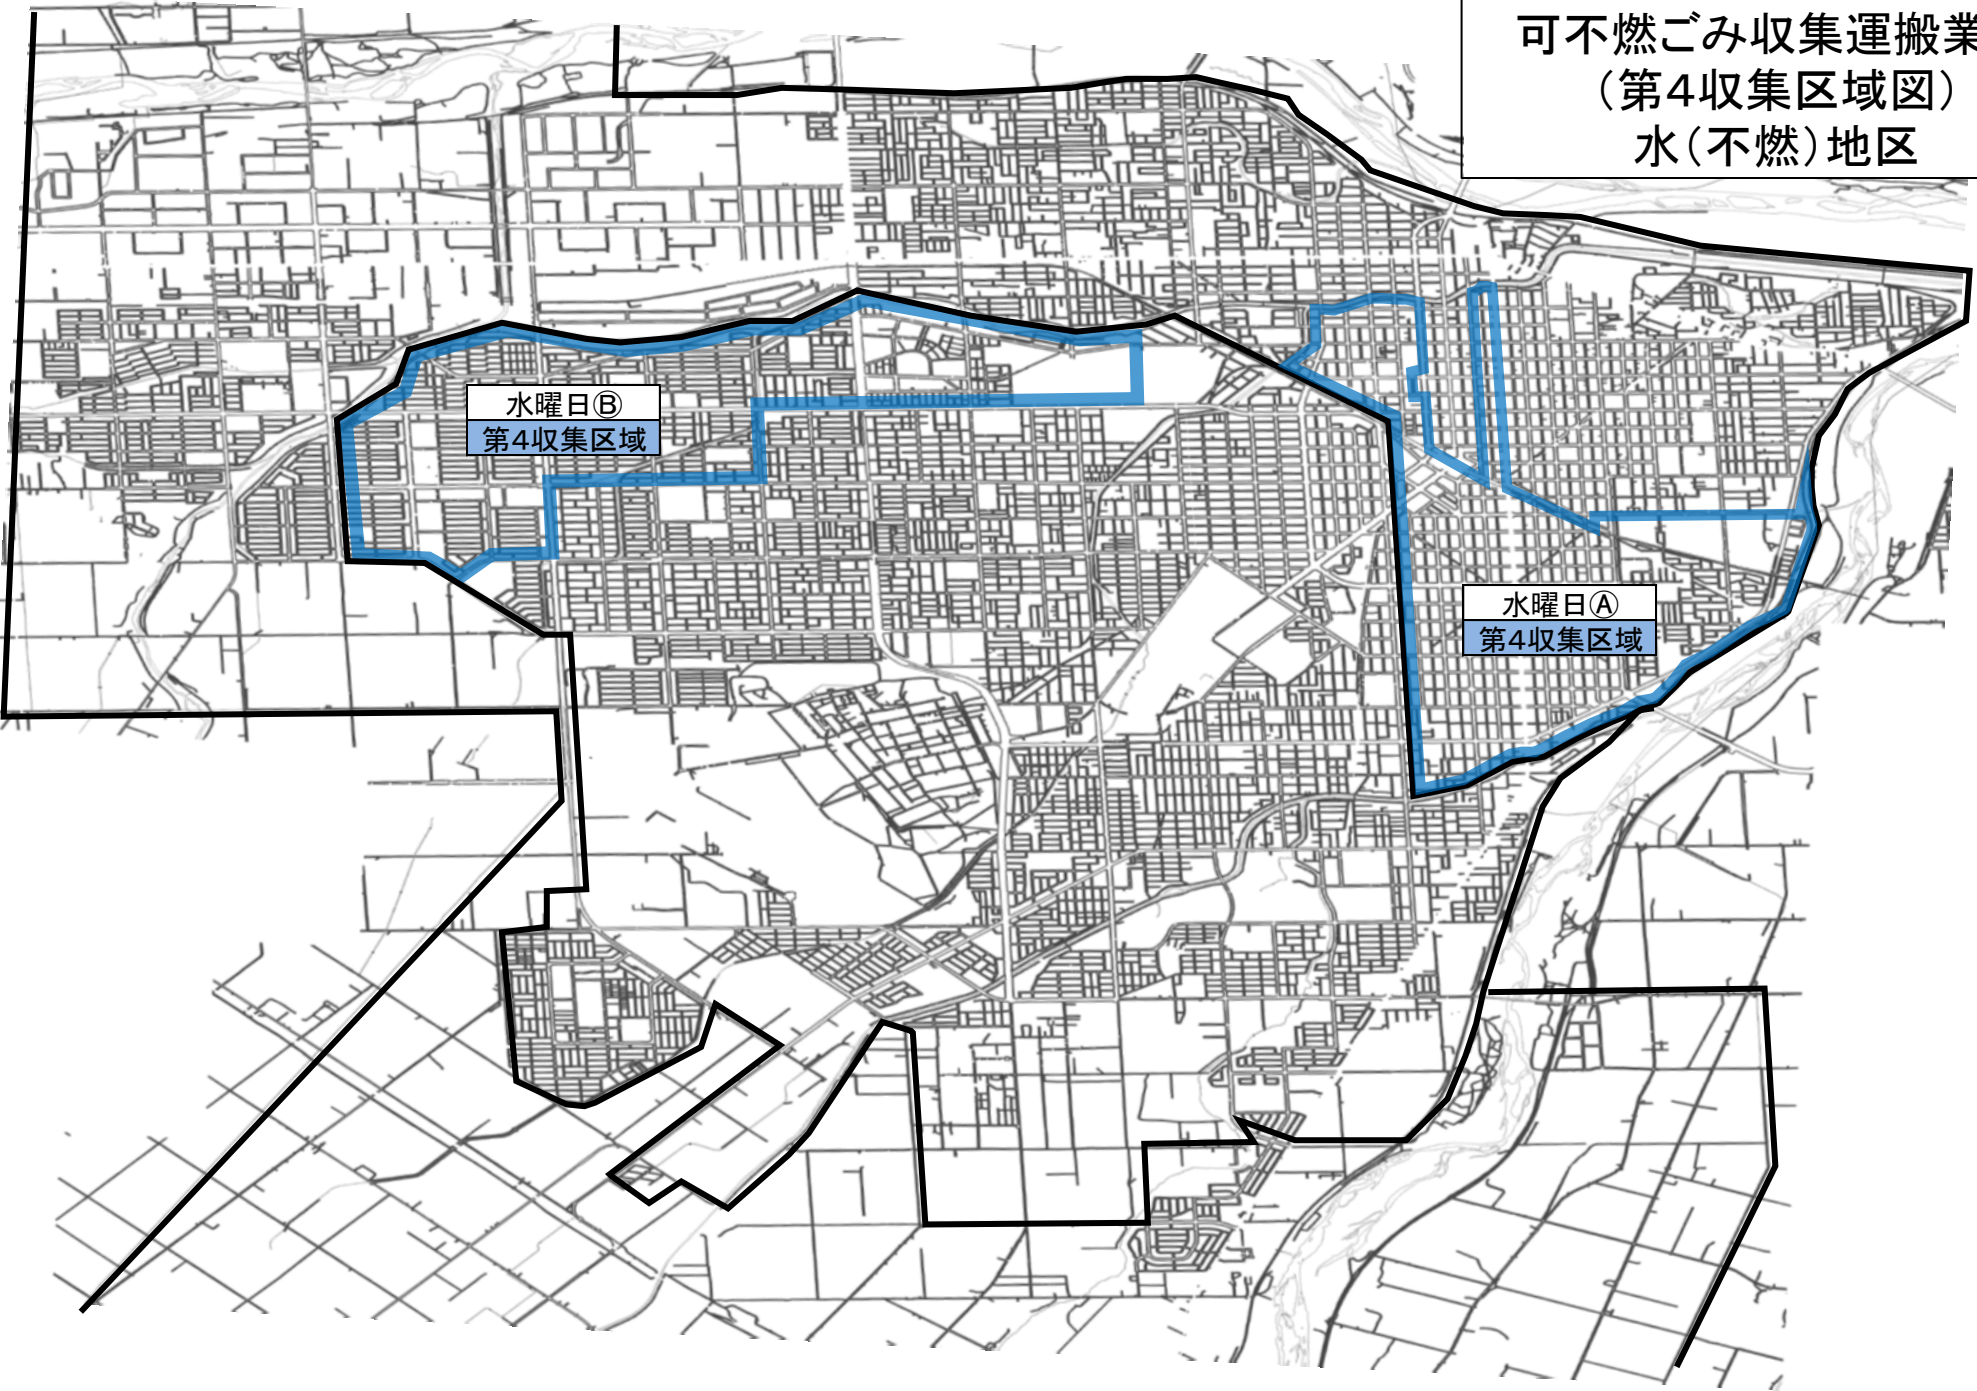 可不燃ごみ収集運搬業
（第4収集区域図）
水（不燃）地区
水曜日Ⓑ
第4収集区域
水曜日Ⓐ
第4収集区域